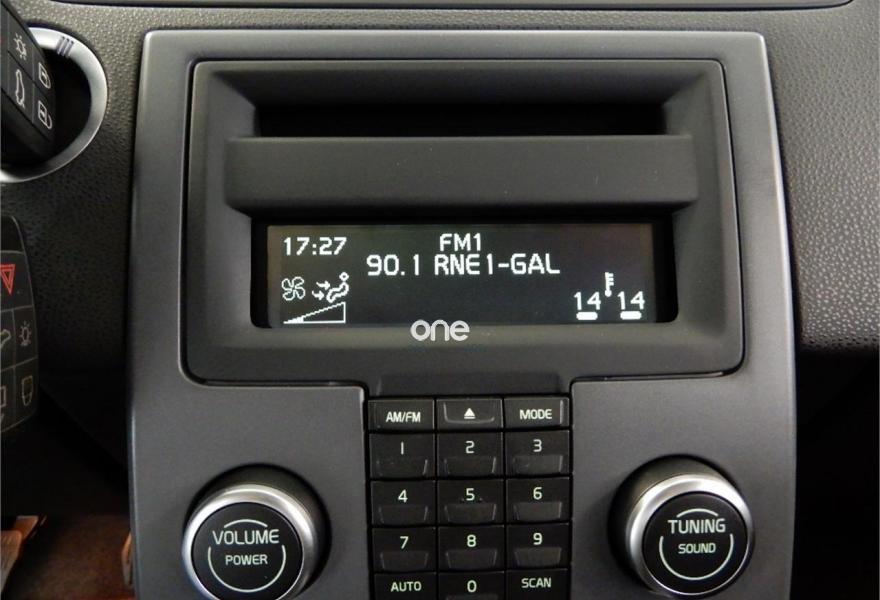 17:27
FM1
90.1 RNE1-GAL
14 14
one
AM/FM
MODE
1
2
3
4
5
6
7
8
9
AUTO
0
SCAN
VOLUME
POWER
TUNING
SOUND